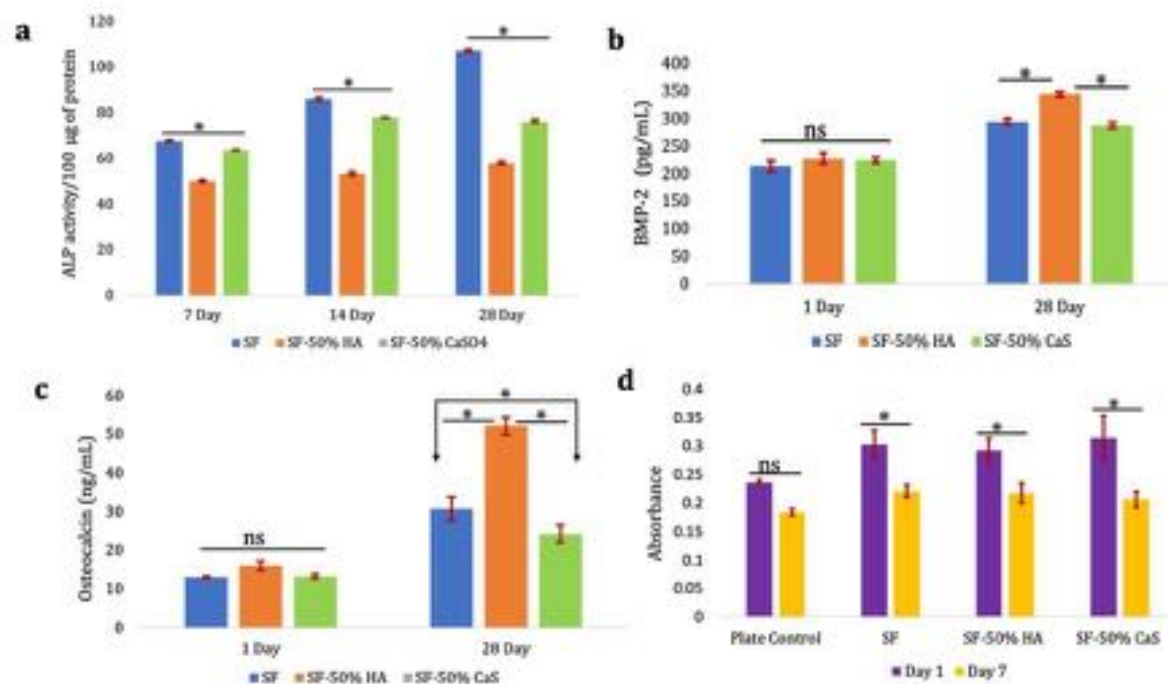 a
ALP activity/100 µg of protein
120
100
80
60
40
20
0
*
*
*
7 Day 14 Day 28 Day
SF SF-50% HA SF-50% CaSO4
b
BMP-2 (pg/mL)
400
350
300
250
200
150
100
50
0
ns
* *
1 Day 28 Day
SF SF-50% HA SF-50% CaS
c
Osteocalcin (ng/mL)
60
50
40
30
20
10
0
ns
*
* *
1 Day 28 Day
SF SF-50% HA SF-50% CaS
d
Absorbance
0.4
0.35
0.3
0.25
0.2
0.15
0.1
0.05
0
ns
*
*
*
Plate Control SF SF-50% HA SF-50% CaS
Day 1 Day 7